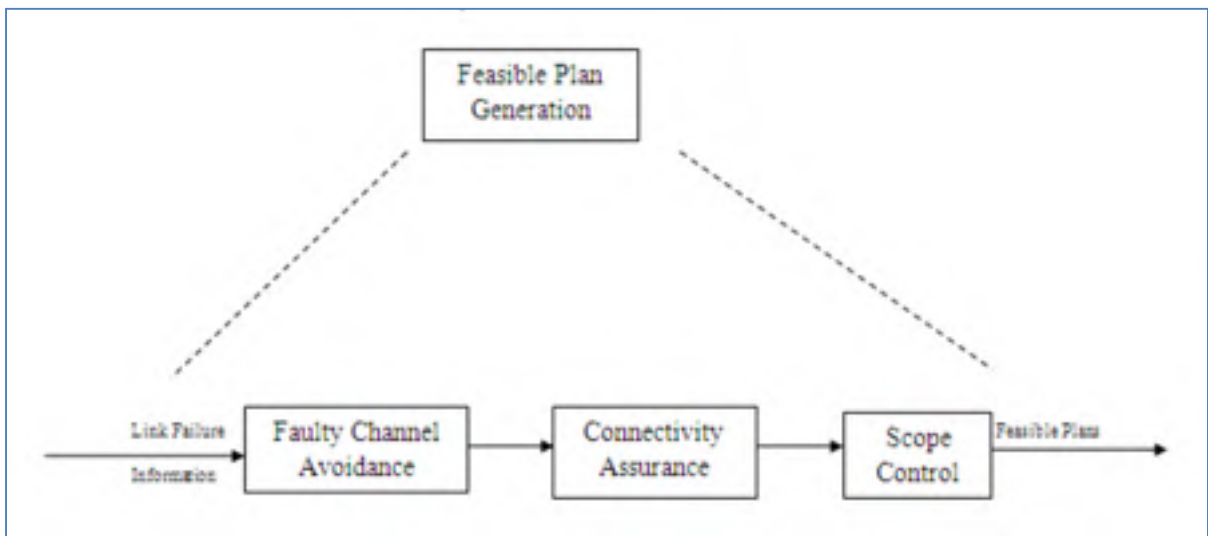 Feasible Plan
Generation
Link Failure
Information
Faulty Channel
Avoidance
Connectivity
Assurance
Scope
Control
Feasible Plans